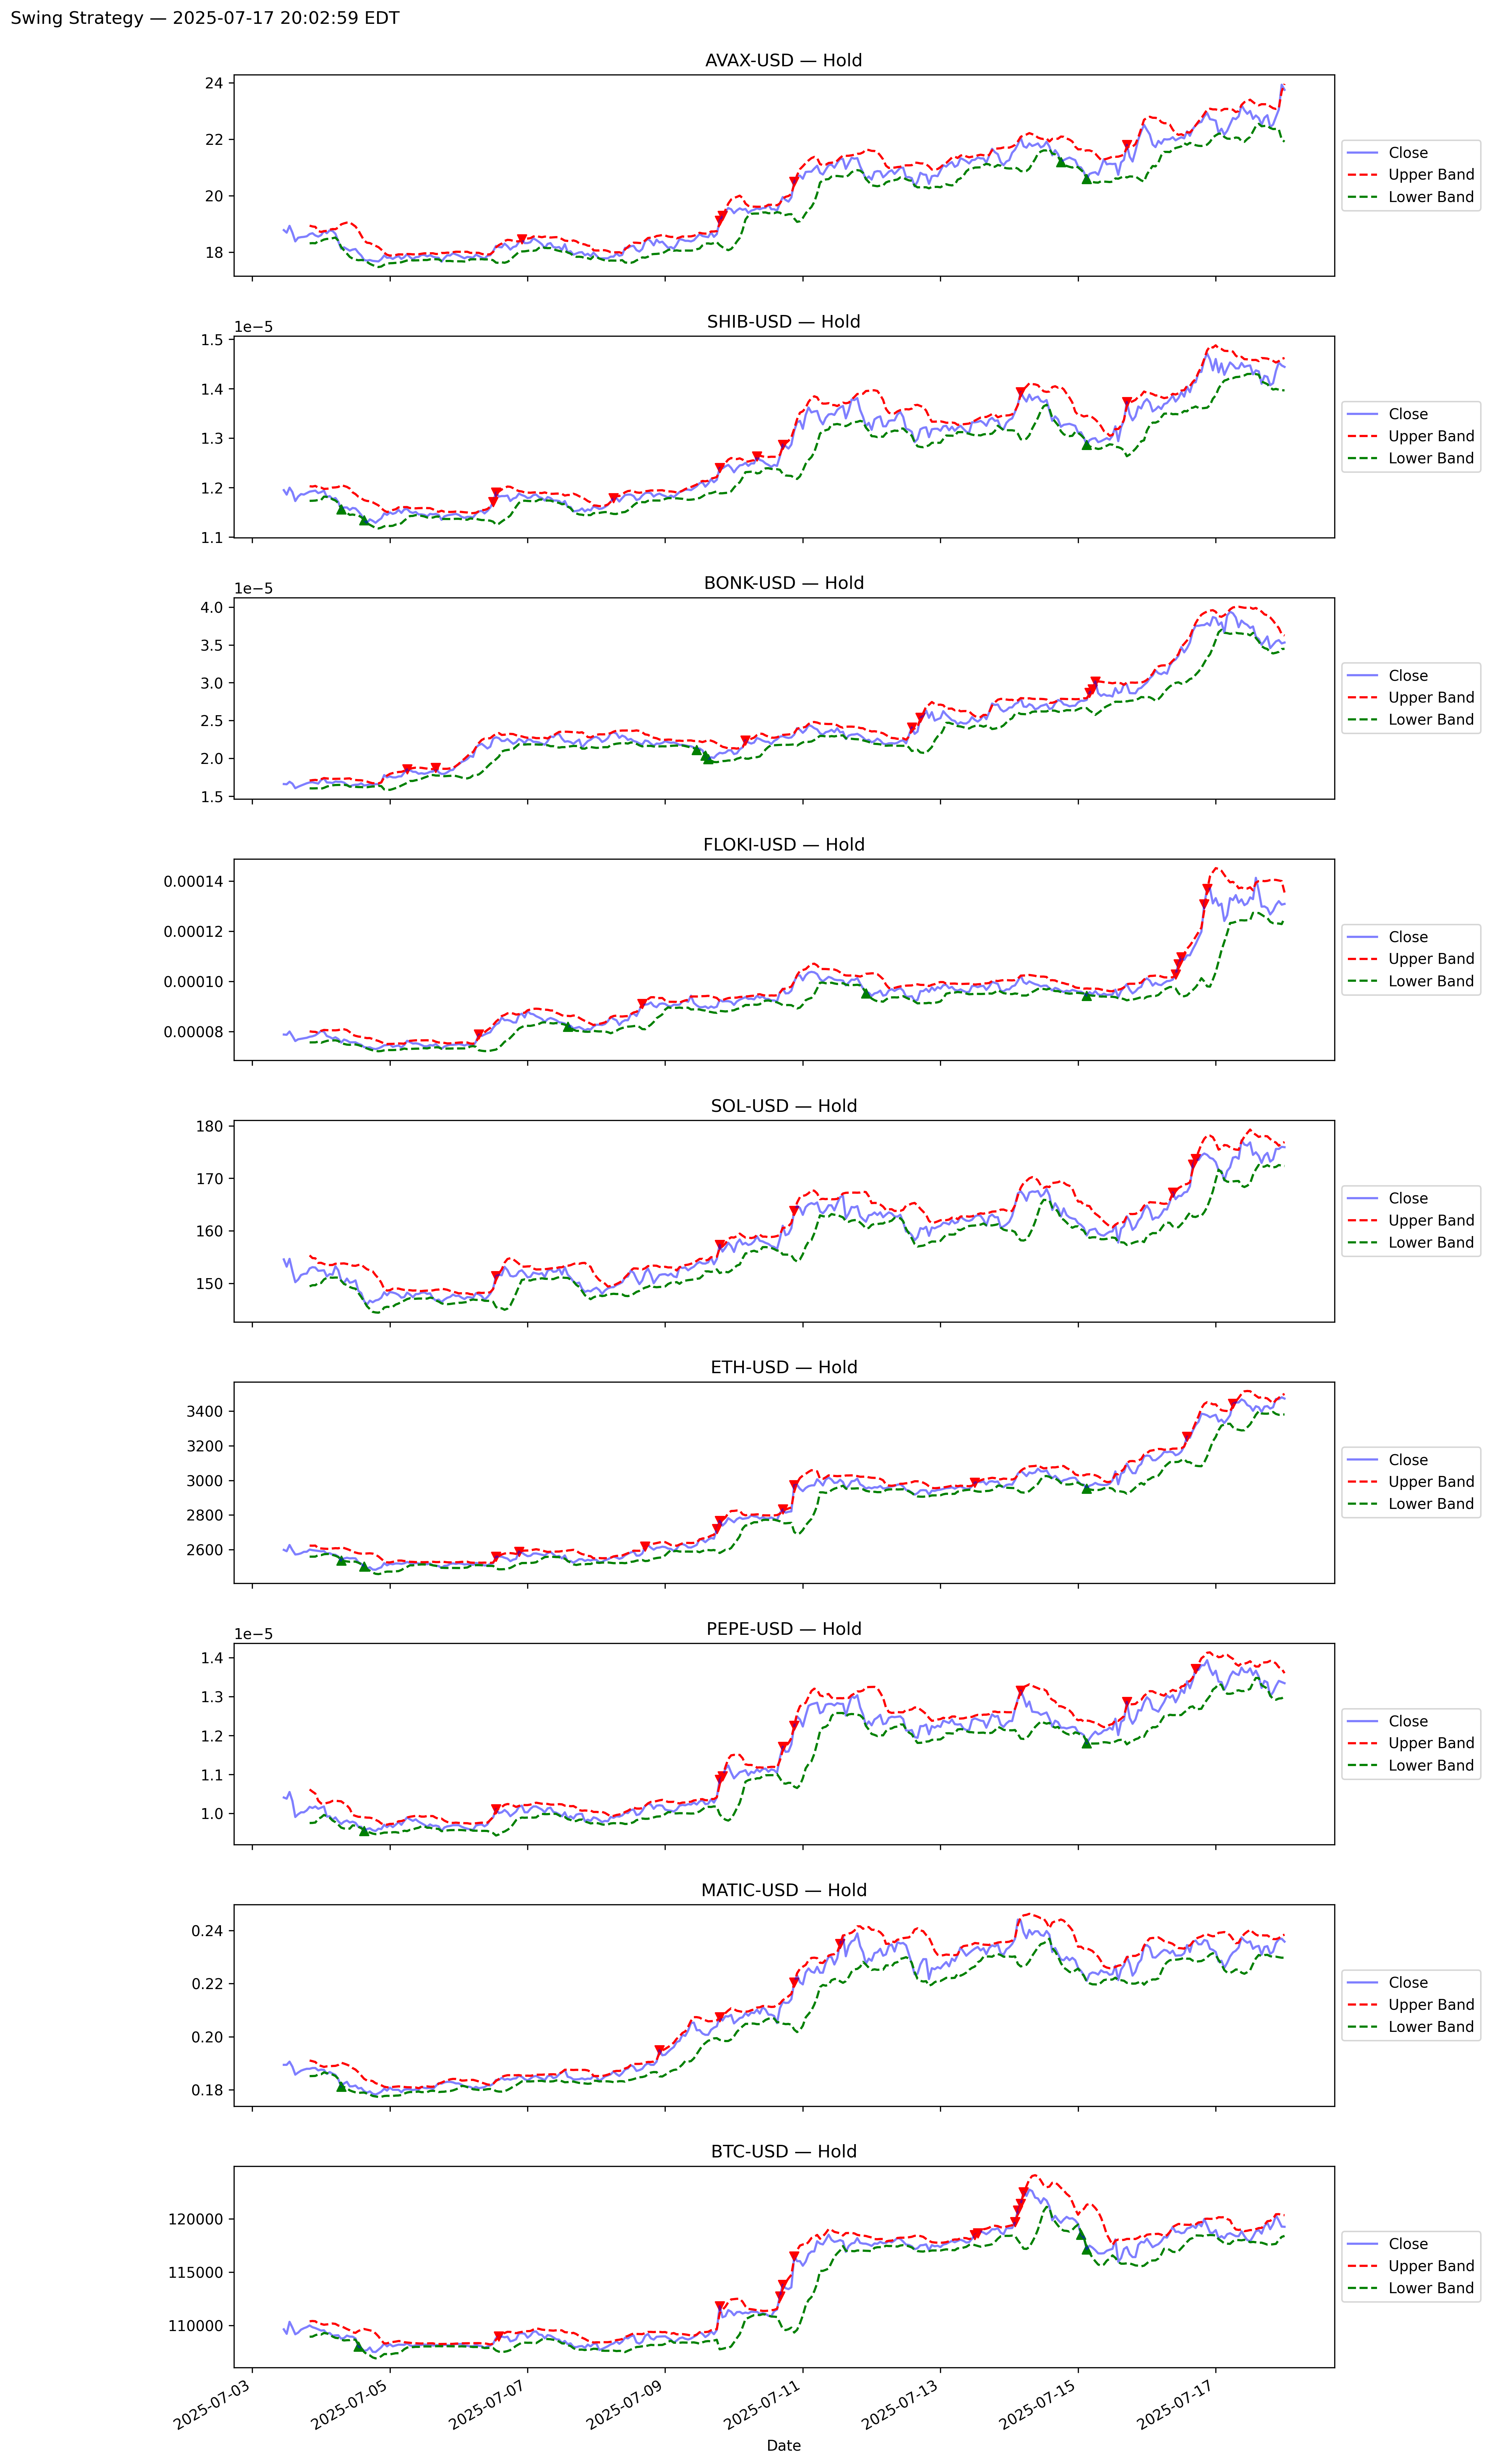 Swing Strategy — 2025-07-17 20:02:59 EDT
AVAX-USD — Hold
24
22
20
18
Close
Upper Band
Lower Band
SHIB-USD — Hold
1e−5
1.5
1.4
1.3
1.2
1.1
Close
Upper Band
Lower Band
BONK-USD — Hold
1e−5
4.0
3.5
3.0
2.5
2.0
1.5
Close
Upper Band
Lower Band
FLOKI-USD — Hold
0.00014
0.00012
0.00010
0.00008
Close
Upper Band
Lower Band
SOL-USD — Hold
180
170
160
150
Close
Upper Band
Lower Band
ETH-USD — Hold
3400
3200
3000
2800
2600
Close
Upper Band
Lower Band
PEPE-USD — Hold
1e−5
1.4
1.3
1.2
1.1
1.0
Close
Upper Band
Lower Band
MATIC-USD — Hold
0.24
0.22
0.20
0.18
Close
Upper Band
Lower Band
BTC-USD — Hold
120000
115000
110000
Close
Upper Band
Lower Band
2025-07-03
2025-07-05
2025-07-07
2025-07-09
2025-07-11
2025-07-13
2025-07-15
2025-07-17
Date